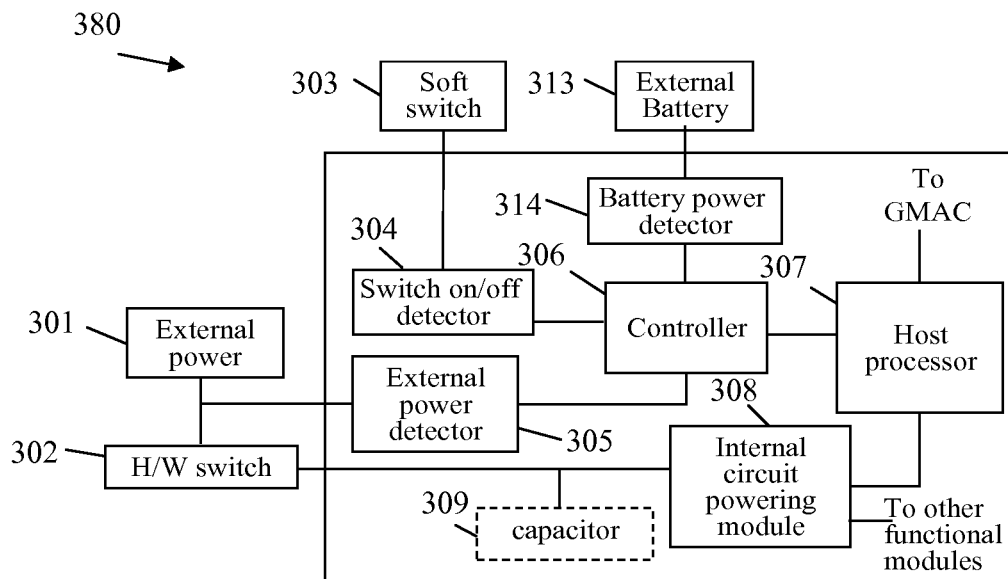 380
303
Soft
switch
313
External
Battery
To
GMAC
314
Battery power
detector
304
Switch on/off
detector
306
Controller
307
Host
processor
301
External
power
External
power
detector
305
308
Internal
circuit
powering
module
302
H/W switch
309
capacitor
To other
functional
modules